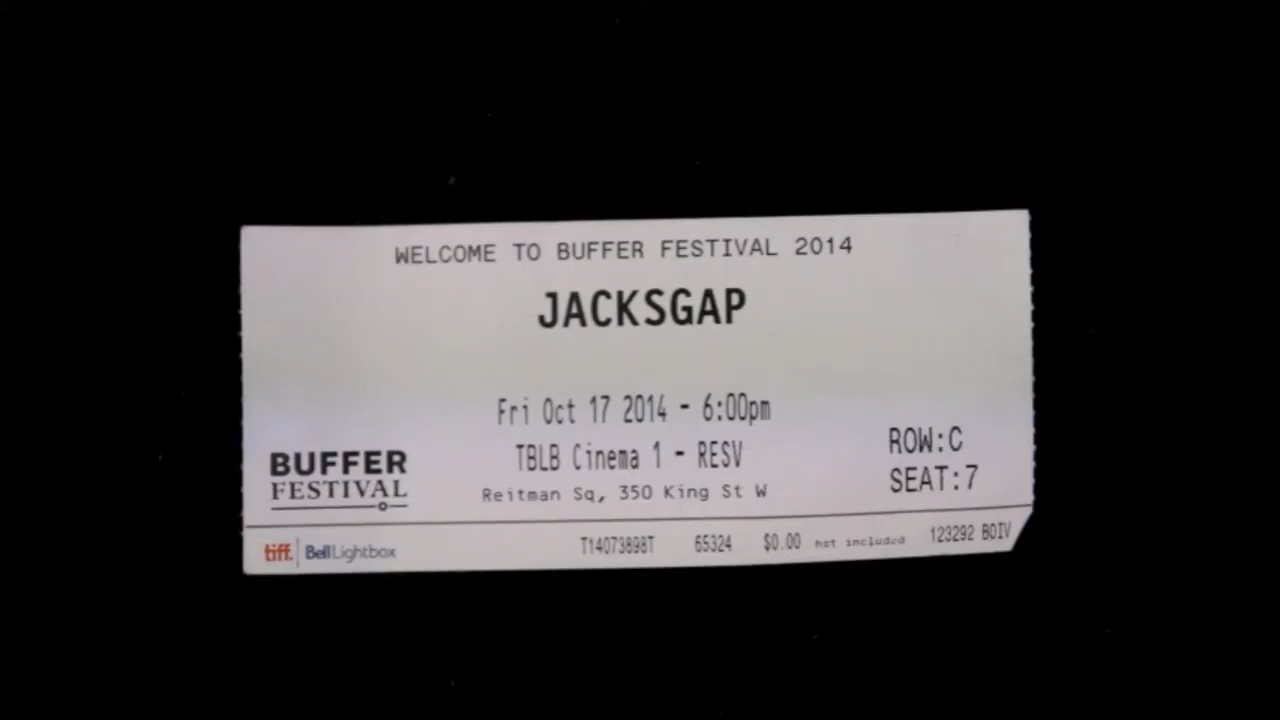 WELCOME TO BUFFER FESTIVAL 2014
JACKSGAP
Fri Oct 17 2014 - 6:00pm
TBLB Cinema 1 - RESV
Reitman Sq, 350 King St W
ROW:C
SEAT:7
BUFFER
FESTIVAL
tiff. Bell Lightbox
T14073898T 65324 $0.00 hst included 123292 BOIV